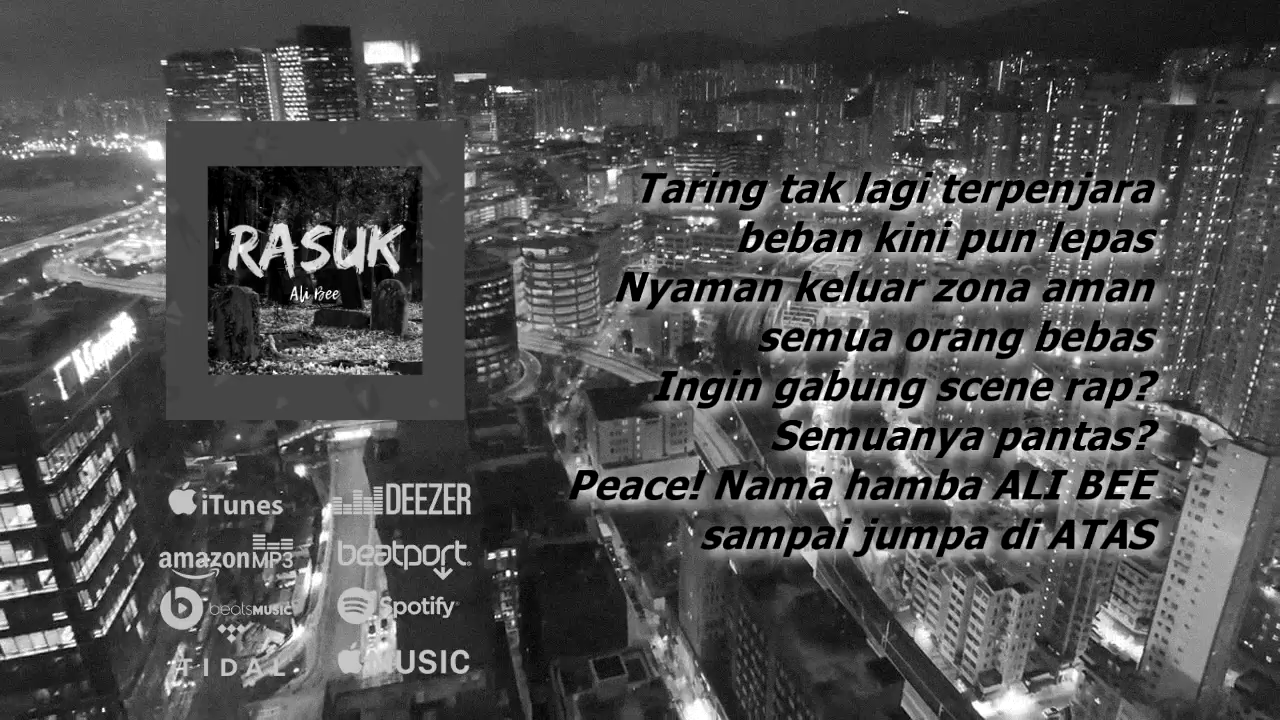 RASUK
Ali Bee
Taring tak lagi terpenjara
beban kini pun lepas
Nyaman keluar zona aman
semua orang bebas
Ingin gabung scene rap?
Semuanya pantas?
Peace! Nama hamba ALI BEE
sampai jumpa di ATAS
iTunes
DEEZER
amazonMP3
beatport
beatsMUSIC
Spotify
TIDAL
MUSIC